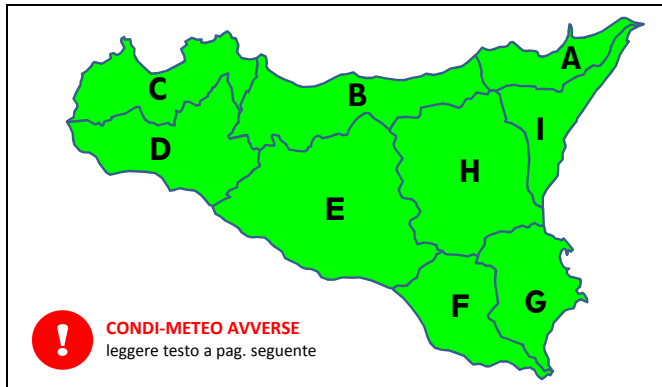 A
C
B
I
D
H
E
F
G
!
CONDI-METEO AVVERSE
leggere testo a pag. seguente